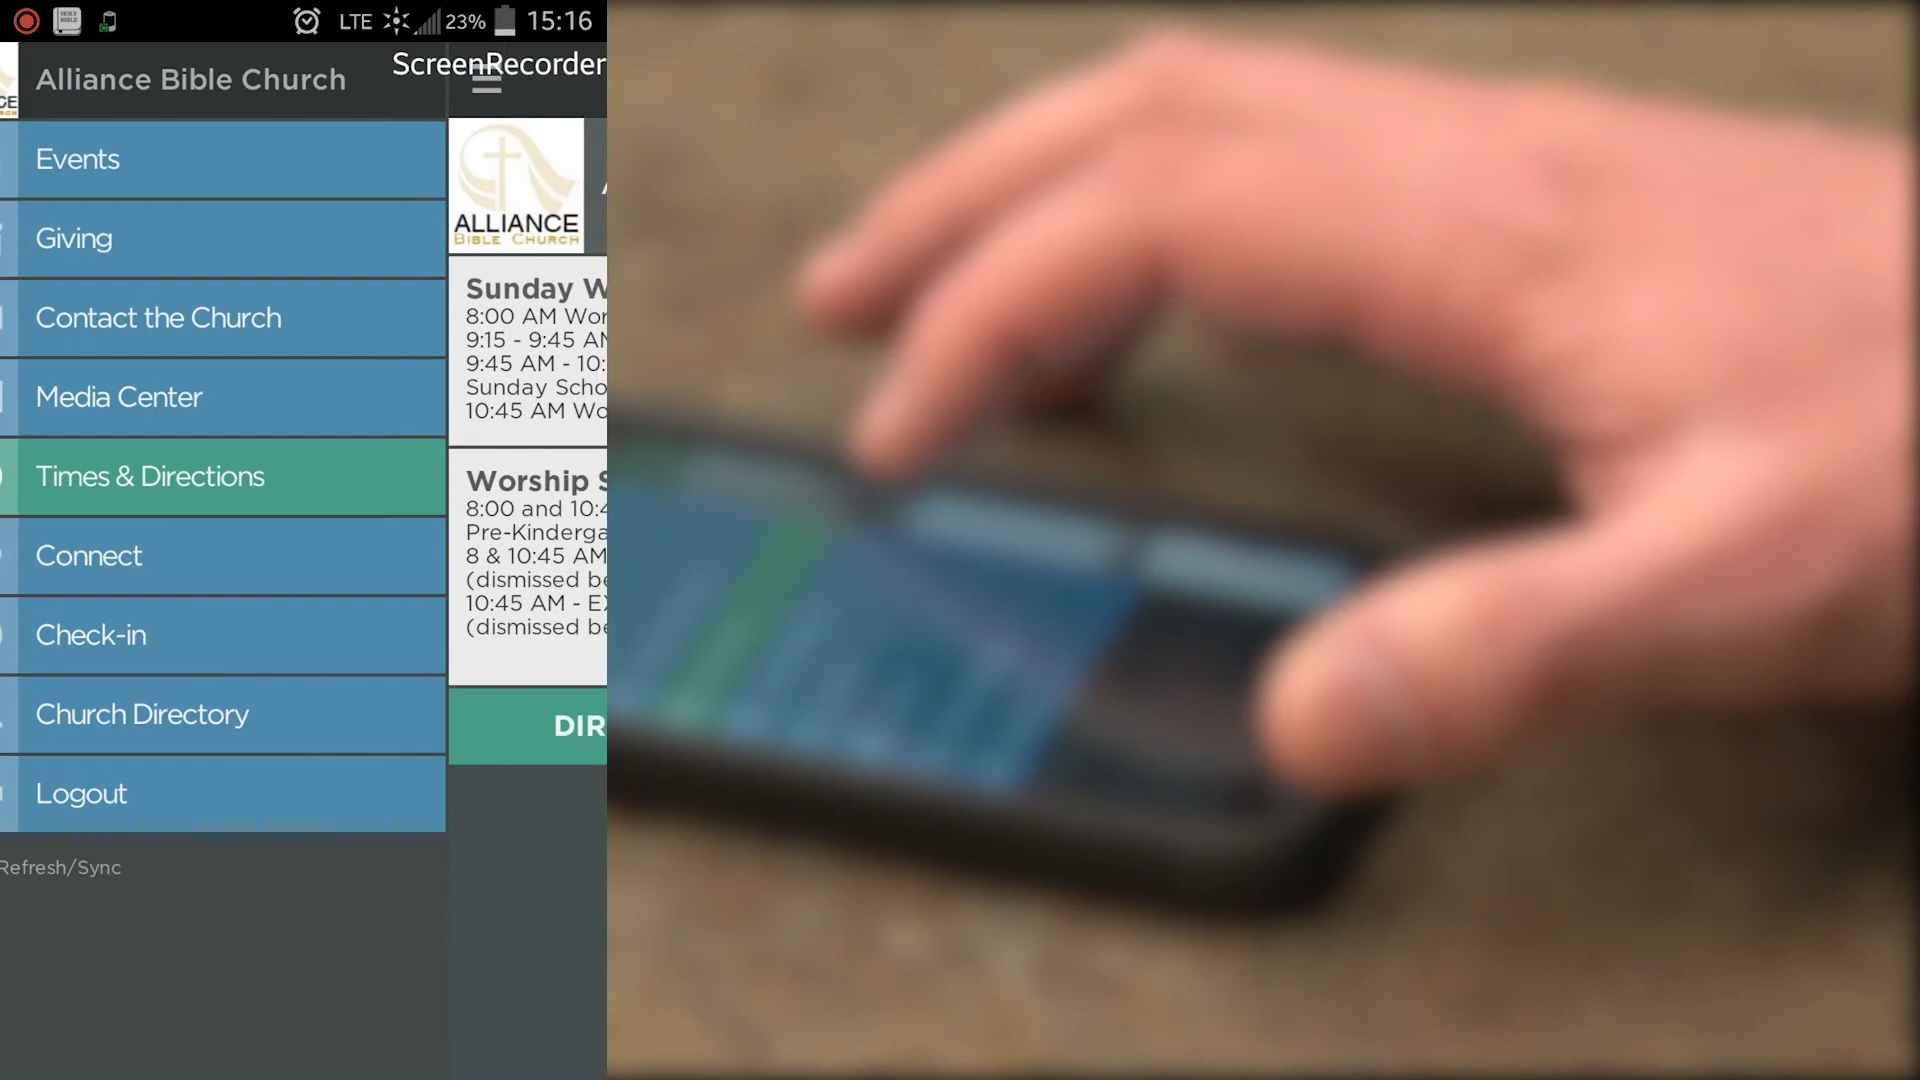 LTE 23% 15:16
ScreenRecorder
Alliance Bible Church
Events
Giving
Contact the Church
Media Center
Times & Directions
Connect
Check-in
Church Directory
Logout
Refresh/Sync
ALLIANCE
BIBLE CHURCH
Sunday W
8:00 AM Wor
9:15 - 9:45 AM
9:45 AM - 10:
Sunday Scho
10:45 AM Wo
Worship S
8:00 and 10:4
Pre-Kinderga
8 & 10:45 AM
(dismissed be
10:45 AM - EX
(dismissed be
DIR